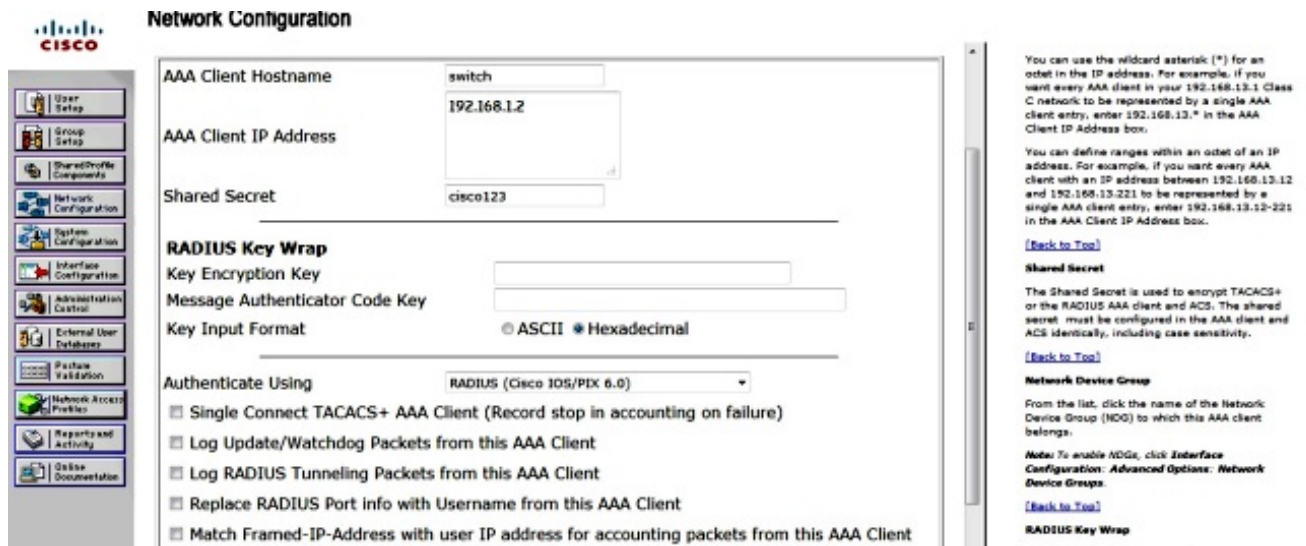 CISCO
Network Configuration
User Setup
Group Setup
Shared Profile Components
Network Configuration
System Configuration
Interface Configuration
Administration Control
External User Databases
Posture Validation
Network Access Profiles
Reports and Activity
Online Documentation
AAA Client Hostname
switch
AAA Client IP Address
192.168.1.2
Shared Secret
cisco123
RADIUS Key Wrap
Key Encryption Key
Message Authenticator Code Key
Key Input Format
ASCII Hexadecimal
Authenticate Using
RADIUS (Cisco IOS/PIX 6.0)
Single Connect TACACS+ AAA Client (Record stop in accounting on failure)
Log Update/Watchdog Packets from this AAA Client
Log RADIUS Tunneling Packets from this AAA Client
Replace RADIUS Port info with Username from this AAA Client
Match Framed-IP-Address with user IP address for accounting packets from this AAA Client
You can use the wildcard asterisk (*) for an
octet in the IP address. For example, if you
want every AAA client in your 192.168.13.1 Class
C network to be represented by a single AAA
client entry, enter 192.168.13.* in the AAA
Client IP Address box.
You can define ranges within an octet of an IP
address. For example, if you want every AAA
client with an IP address between 192.168.13.12
and 192.168.13.221 to be represented by a
single AAA client entry, enter 192.168.13.12-221
in the AAA Client IP Address box.
[Back to Top]
Shared Secret
The Shared Secret is used to encrypt TACACS+
or the RADIUS AAA client and ACS. The shared
secret must be configured in the AAA client and
ACS identically, including case sensitivity.
[Back to Top]
Network Device Group
From the list, click the name of the Network
Device Group (NDG) to which this AAA client
belongs.
Note: To enable NDGs, click Interface
Configuration: Advanced Options: Network
Device Groups.
[Back to Top]
RADIUS Key Wrap